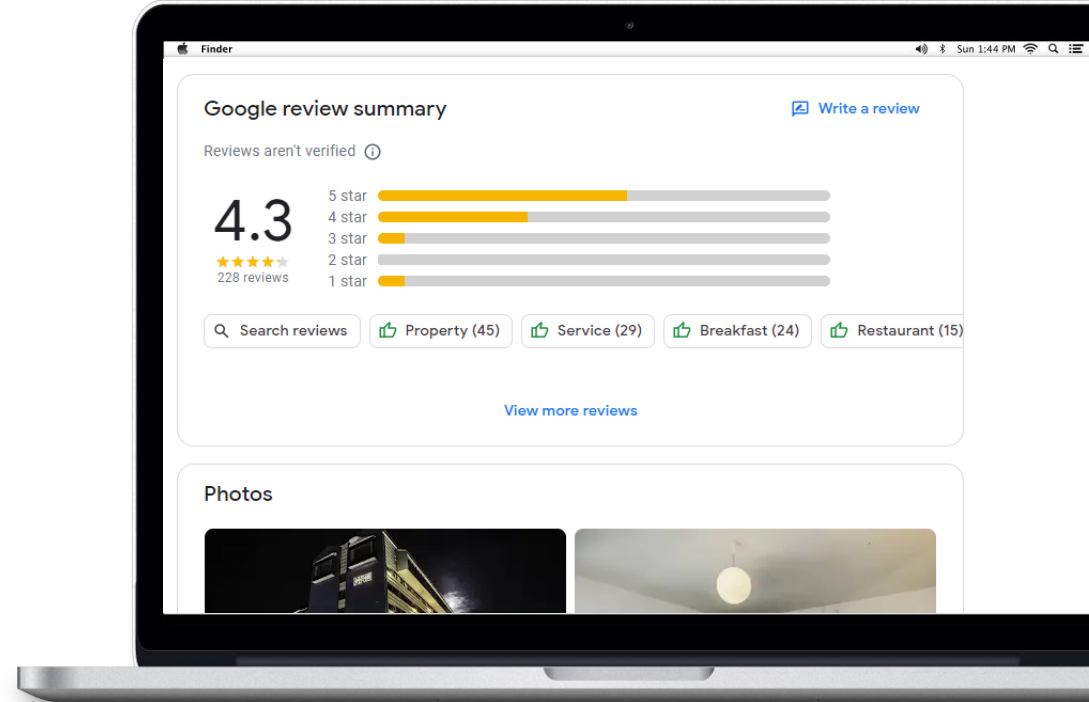 Finder
Sun 1:44 PM
Google review summary
Write a review
Reviews aren't verified
4.3
228 reviews
5 star
4 star
3 star
2 star
1 star
Search reviews
Property (45)
Service (29)
Breakfast (24)
Restaurant (15)
View more reviews
Photos